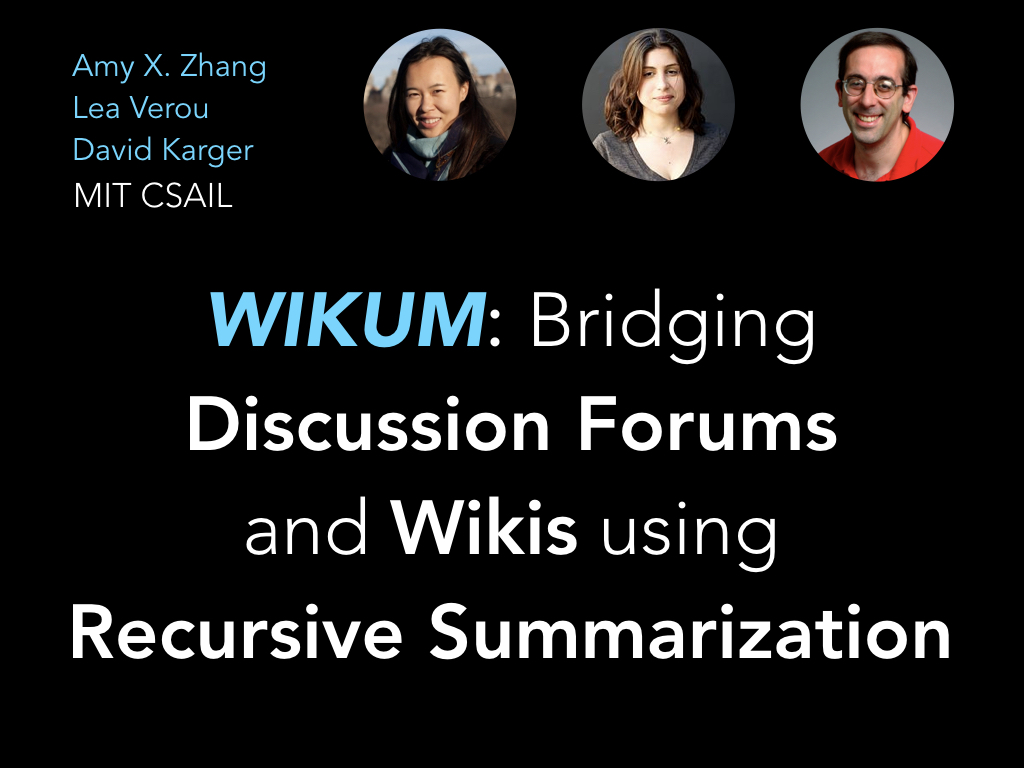 Amy X. Zhang
Lea Verou
David Karger
MIT CSAIL
WIKUM: Bridging
Discussion Forums
and Wikis using
Recursive Summarization